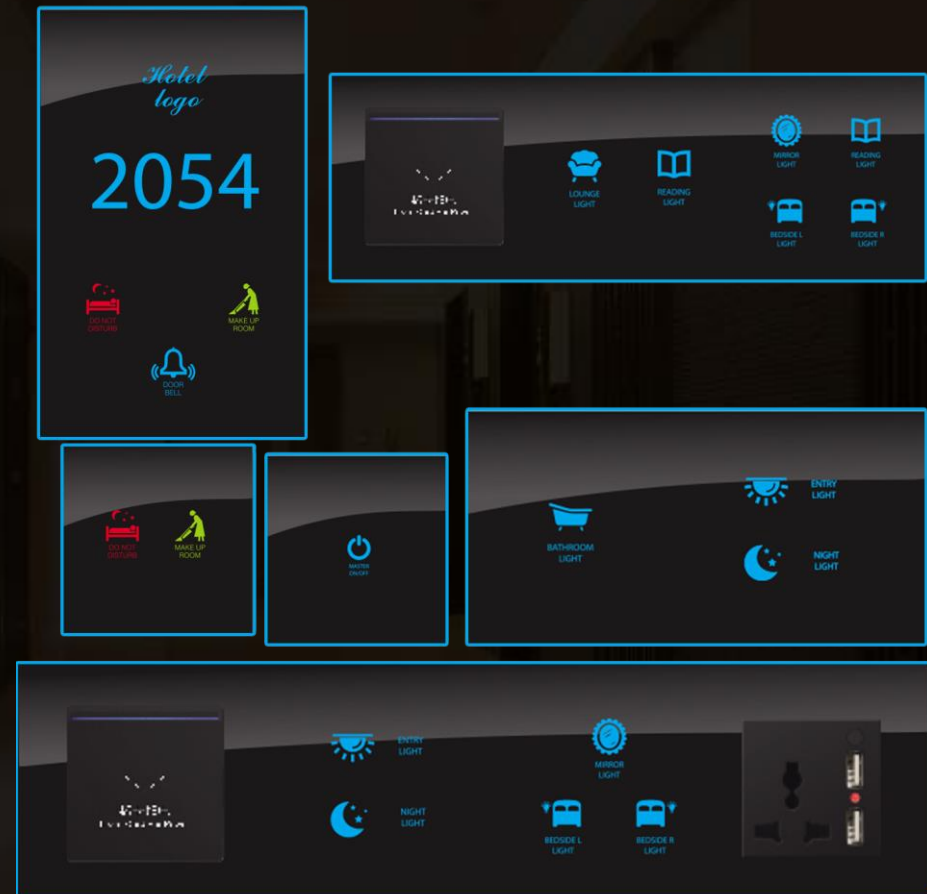 Hotel
logo
2054
DO NOT
DISTURB
MAKE UP
ROOM
DOOR
BELL
LOUNGE
LIGHT
READING
LIGHT
MIRROR
LIGHT
READING
LIGHT
BEDSIDE L
LIGHT
BEDSIDE R
LIGHT
DO NOT
DISTURB
MAKE UP
ROOM
MASTER
ON/OFF
BATHROOM
LIGHT
ENTRY
LIGHT
NIGHT
LIGHT
ENTRY
LIGHT
NIGHT
LIGHT
MIRROR
LIGHT
BEDSIDE L
LIGHT
BEDSIDE R
LIGHT